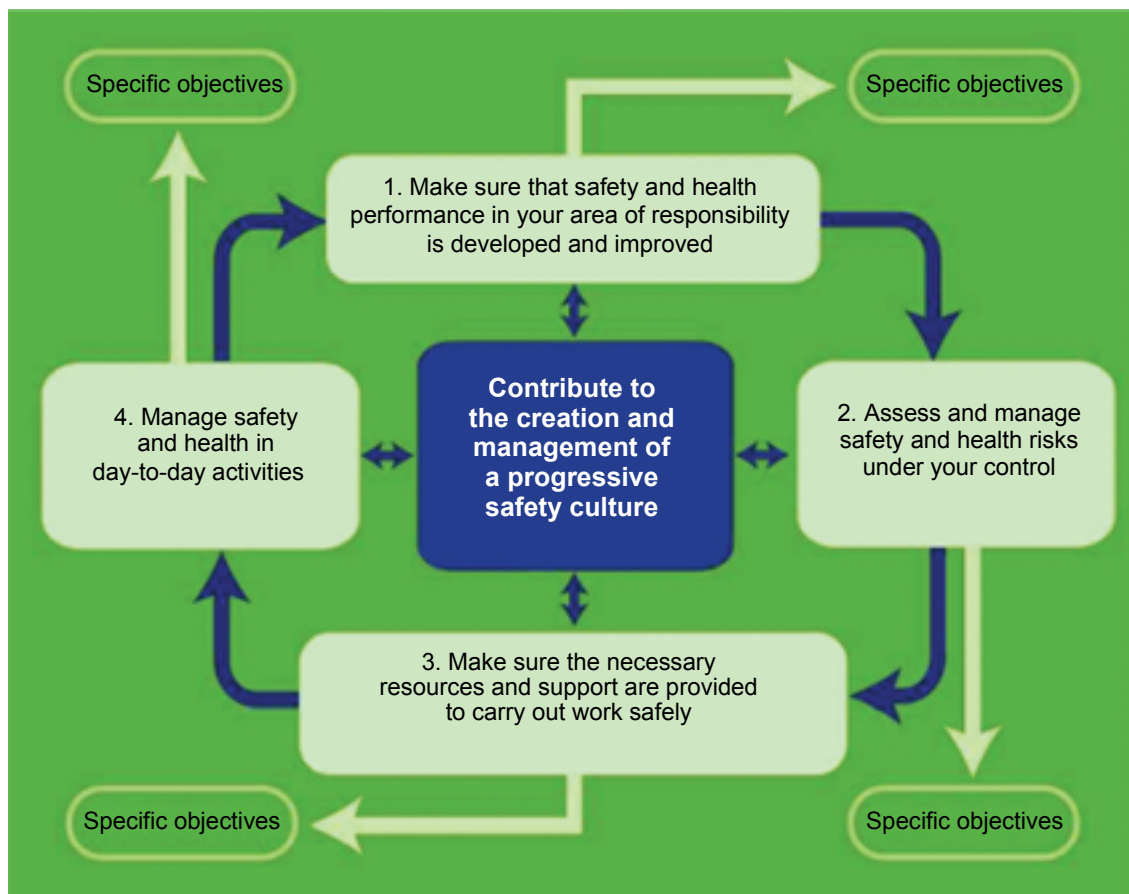 Specific objectives
Specific objectives
1. Make sure that safety and health
performance in your area of responsibility
is developed and improved
Contribute to
the creation and
management of
a progressive
safety culture
2. Assess and manage
safety and health risks
under your control
4. Manage safety
and health in
day-to-day activities
3. Make sure the necessary
resources and support are provided
to carry out work safely
Specific objectives
Specific objectives